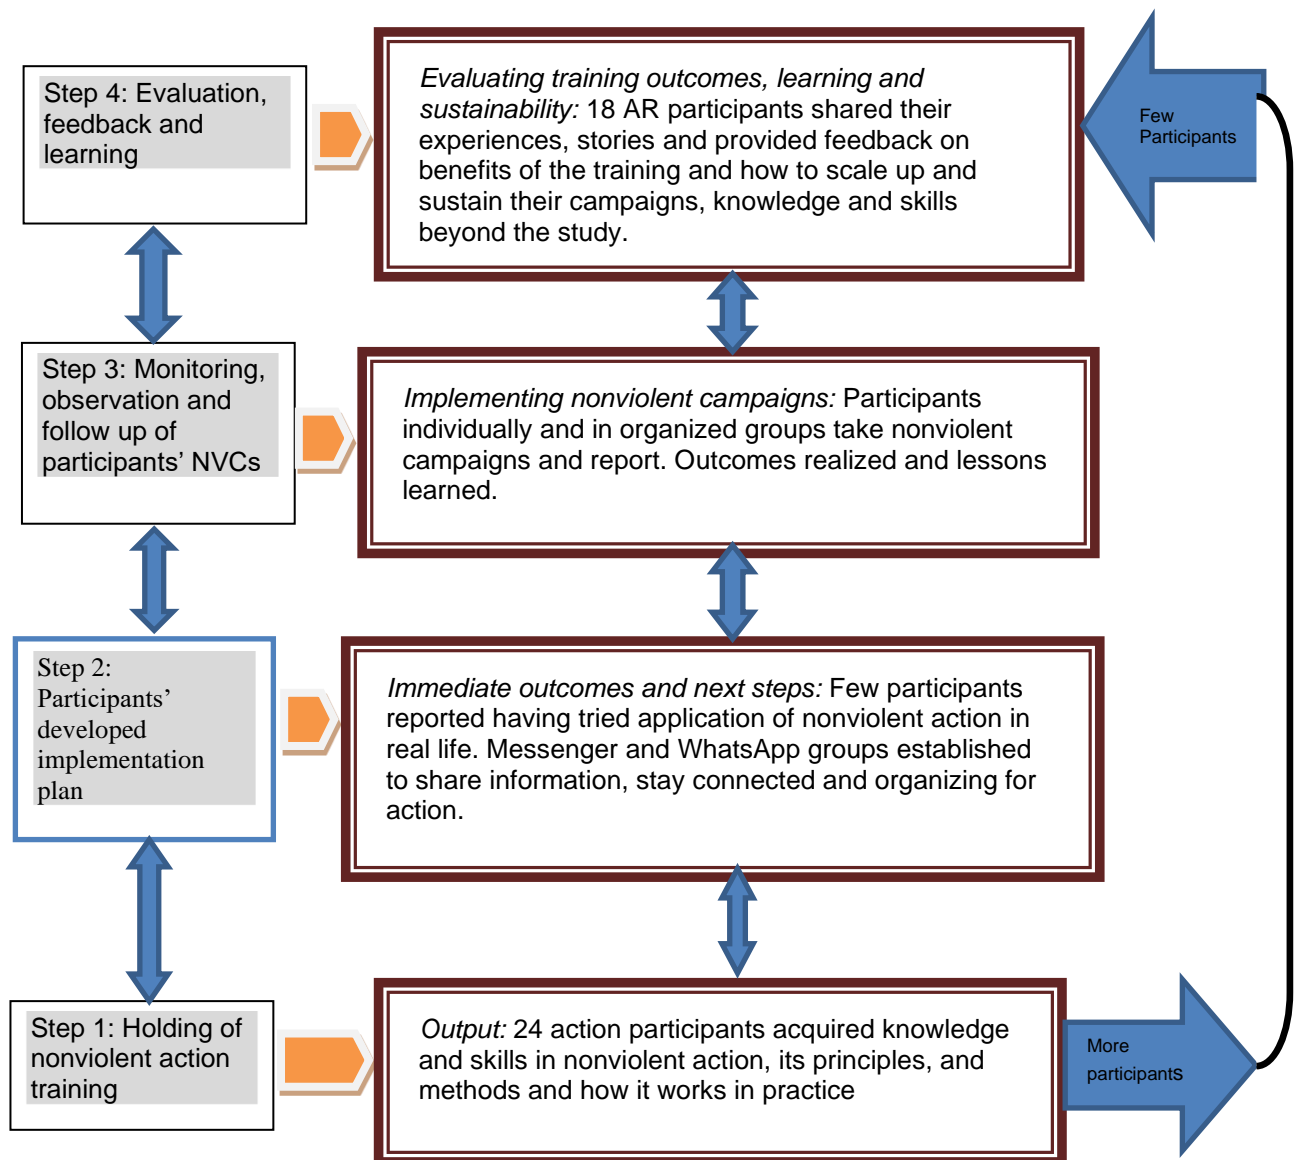 Step 4: Evaluation,
feedback and
learning
Evaluating training outcomes, learning and
sustainability: 18 AR participants shared their
experiences, stories and provided feedback on
benefits of the training and how to scale up and
sustain their campaigns, knowledge and skills
beyond the study.
Few
Participants
Step 3: Monitoring,
observation and
follow up of
participants’ NVCs
Implementing nonviolent campaigns: Participants
individually and in organized groups take nonviolent
campaigns and report. Outcomes realized and lessons
learned.
Step 2:
Participants’
developed
implementation
plan
Immediate outcomes and next steps: Few participants
reported having tried application of nonviolent action in
real life. Messenger and WhatsApp groups established
to share information, stay connected and organizing for
action.
Step 1: Holding of
nonviolent action
training
Output: 24 action participants acquired knowledge
and skills in nonviolent action, its principles, and
methods and how it works in practice
More
participants